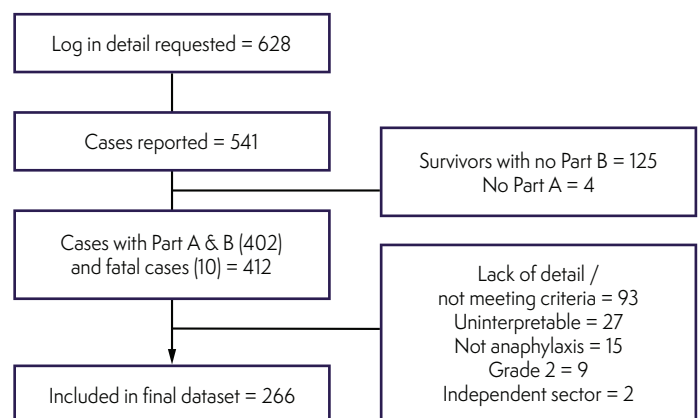 Log in detail requested = 628
Cases reported = 541
Survivors with no Part B = 125
No Part A = 4
Cases with Part A & B (402)
and fatal cases (10) = 412
Lack of detail /
not meeting criteria = 93
Uninterpretable = 27
Not anaphylaxis = 15
Grade 2 = 9
Independent sector = 2
Included in final dataset = 266